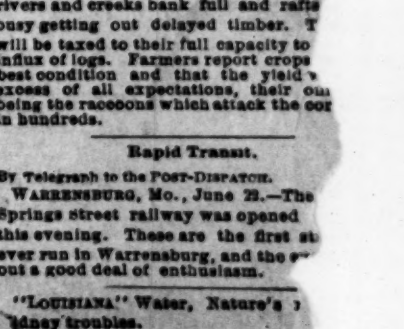 rivers and creeks bank full and rafts
busy getting out delayed timber. T
will be taxed to their full capacity to
influx of logs. Farmers report crops
best condition and that the yield
excess of all expectations, their
being the raccoons which attack the cor
in hundreds.
Rapid Transit.
By Telegraph to the POST-DISPATCH.
WARRENSBURG, Mo., June 29.—The
Springs Street railway was opened
this evening. These are the first st
ever run in Warrensburg, and the
out a good deal of enthusiasm.
"LOUISIANA" Water, Nature's
idney troubles.